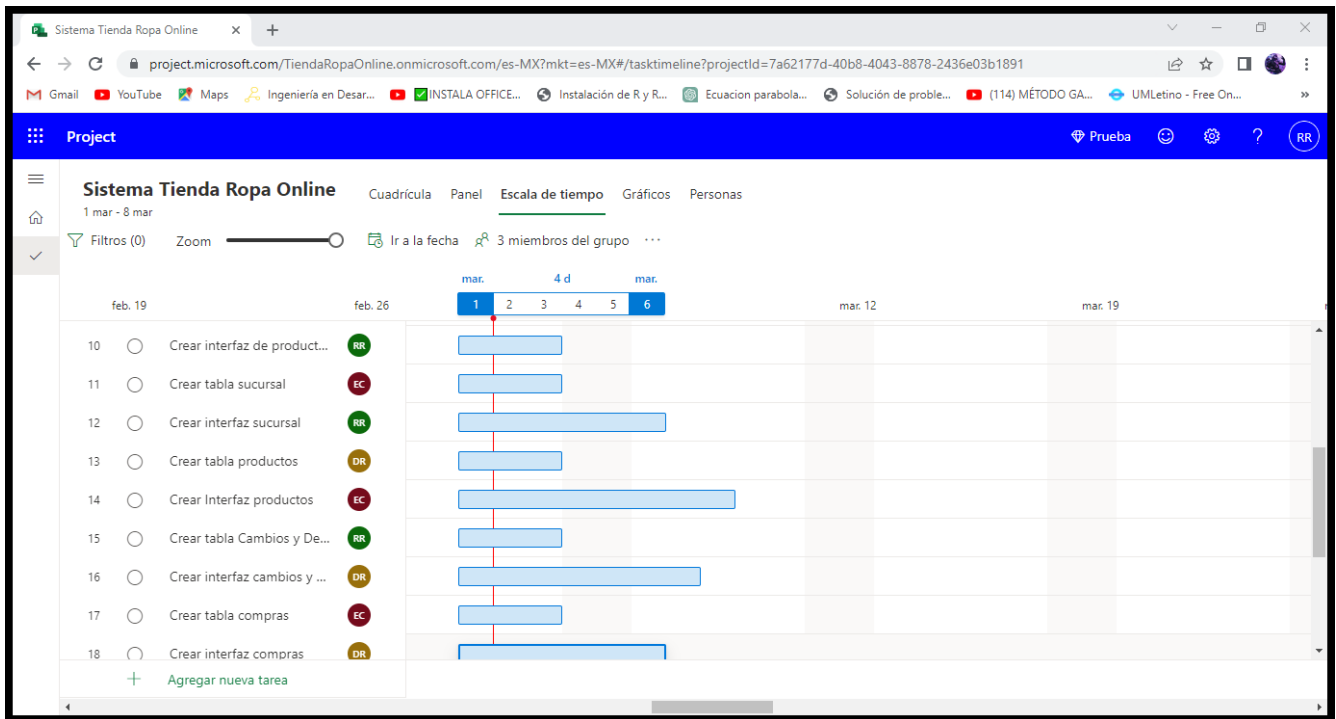 Sistema Tienda Ropa Online
project.microsoft.com/TiendaRopaOnline.onmicrosoft.com/es-MX?mkt=es-MX#/tasktimeline?projectId=7a62177d-40b8-4043-8878-2436e03b1891
Gmail YouTube Maps Ingeniería en Desar... INSTALA OFFICE... Instalación de R y R... Ecuacion parabola... Solución de proble... (114) MÉTODO GA... UMLetino - Free On... »
Project Prueba ? RR
Sistema Tienda Ropa Online Cuadrícula Panel Escala de tiempo Gráficos Personas
1 mar - 8 mar
Filtros (0) Zoom Ir a la fecha 3 miembros del grupo ...
mar. 4 d mar.
feb. 19 feb. 26 1 2 3 4 5 6 mar. 12 mar. 19
10 Crear interfaz de product... RR
11 Crear tabla sucursal EC
12 Crear interfaz sucursal RR
13 Crear tabla productos DR
14 Crear Interfaz productos EC
15 Crear tabla Cambios y De... RR
16 Crear interfaz cambios y ... DR
17 Crear tabla compras EC
18 Crear interfaz compras DR
+ Agregar nueva tarea